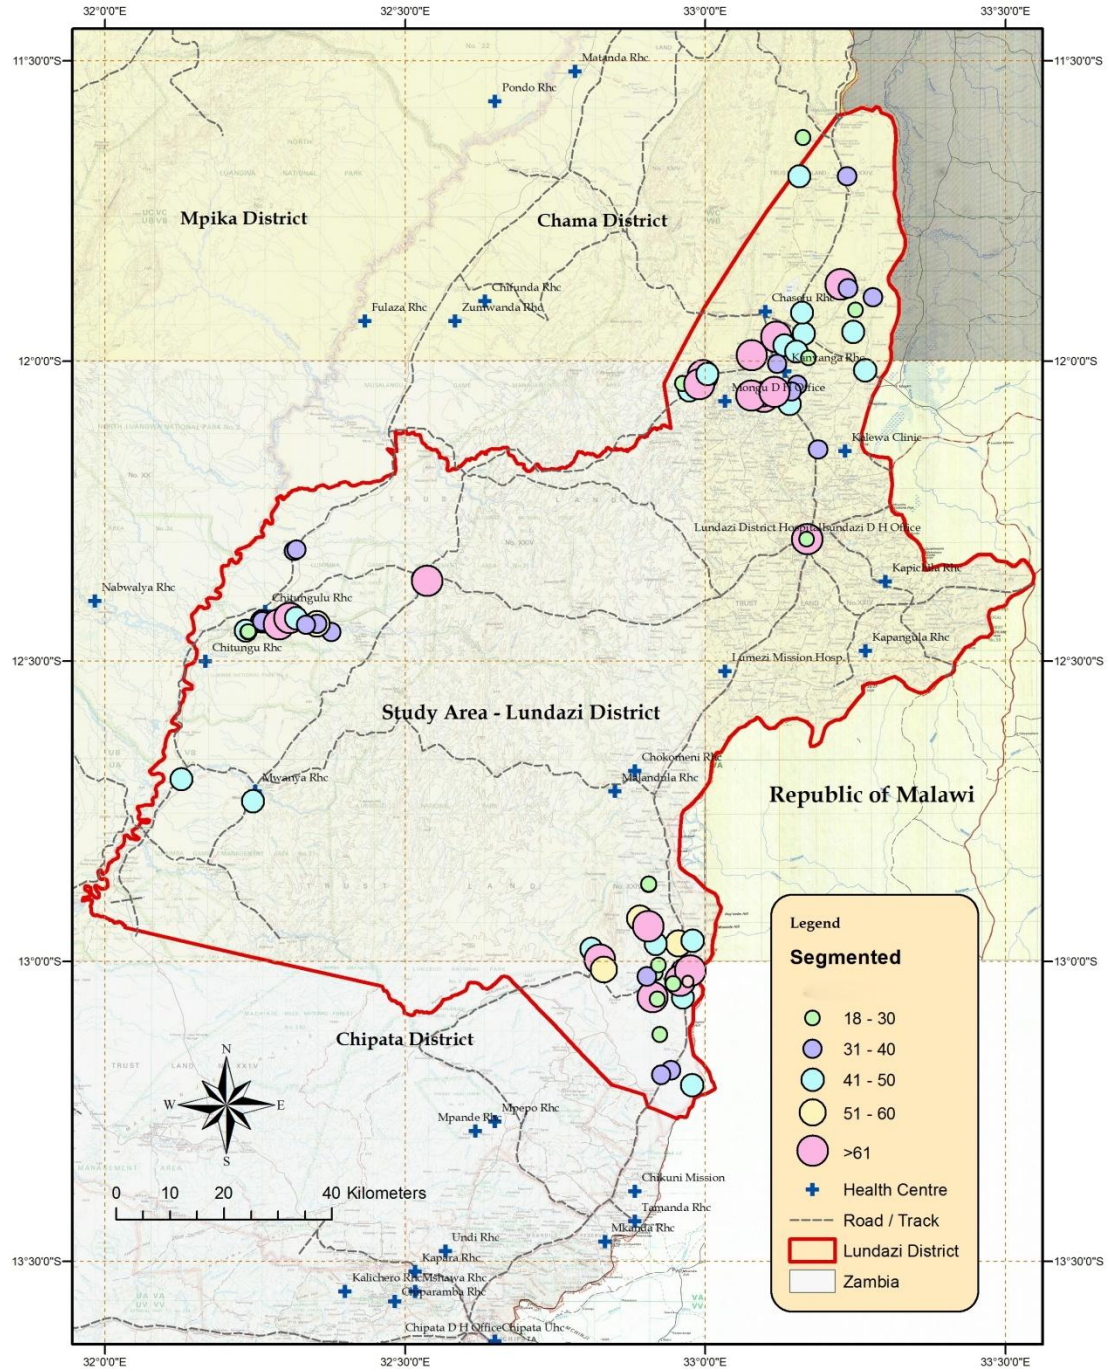 32°0'0"E
32°30'0"E
33°0'0"E
33°30'0"E
11°30'0"S
11°30'0"S
Matanda Rhc
Pondo Rhc
Mpika District
Chama District
Chifunda Rhc
Fulaza Rhc
Zumwanda Rhc
Chasefu Rhc
12°0'0"S
12°0'0"S
Kanyanga Rhc
Mongu D H Office
Kalewa Clinic
Lundazi District Hospital
Lundazi D H Office
Nabwalya Rhc
Kapichila Rhc
Chitungulu Rhc
Chitungu Rhc
Kapangula Rhc
12°30'0"S
12°30'0"S
Lumezi Mission Hosp.
Study Area - Lundazi District
Chokomeni Rhc
Mwanya Rhc
Malandula Rhc
Republic of Malawi
TRUST LAND
13°0'0"S
13°0'0"S
Legend
Segmented
18 - 30
31 - 40
41 - 50
51 - 60
>61
Health Centre
Road / Track
Lundazi District
Zambia
Chipata District
N
W
E
S
Mpepo Rhc
Mpande Rhc
0 10 20 40 Kilometers
Chikuni Mission
Tamanda Rhc
Mkanda Rhc
Undi Rhc
13°30'0"S
13°30'0"S
Kapara Rhc
Kalichero Rhc
Mshawa Rhc
Chipata D H Office
Chipata Uhc
32°0'0"E
32°30'0"E
33°0'0"E
33°30'0"E